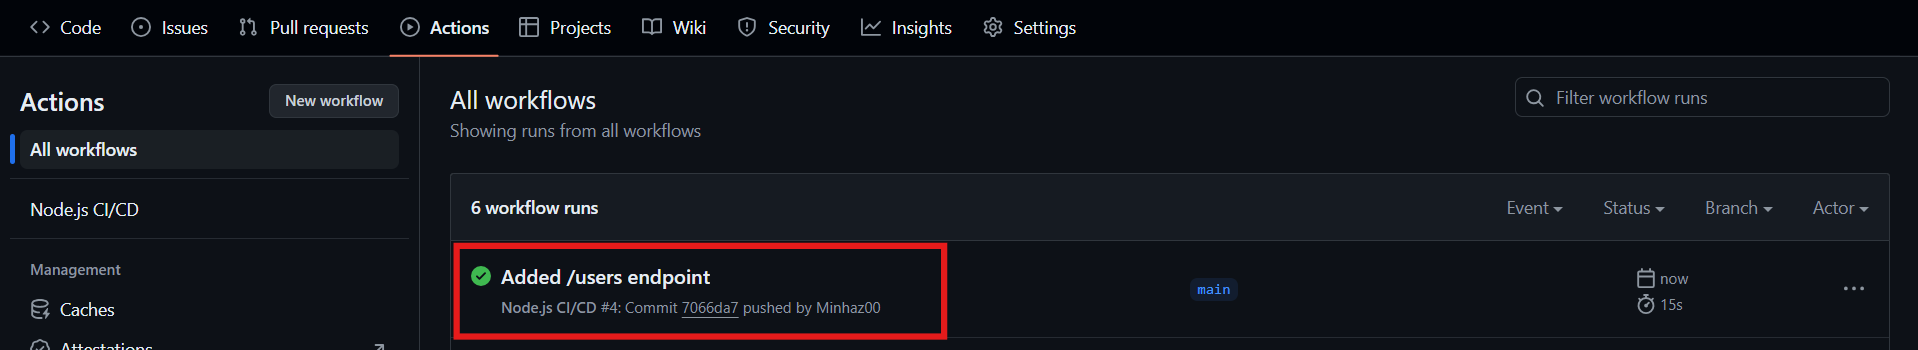 Code Issues Pull requests Actions Projects Wiki Security Insights Settings
Actions
New workflow
All workflows
Node.js CI/CD
Management
Caches
Attestations
All workflows
Showing runs from all workflows
Filter workflow runs
6 workflow runs
Event Status Branch Actor
Added /users endpoint
Node.js CI/CD #4: Commit 7066da7 pushed by Minhaz00
main
now
15s